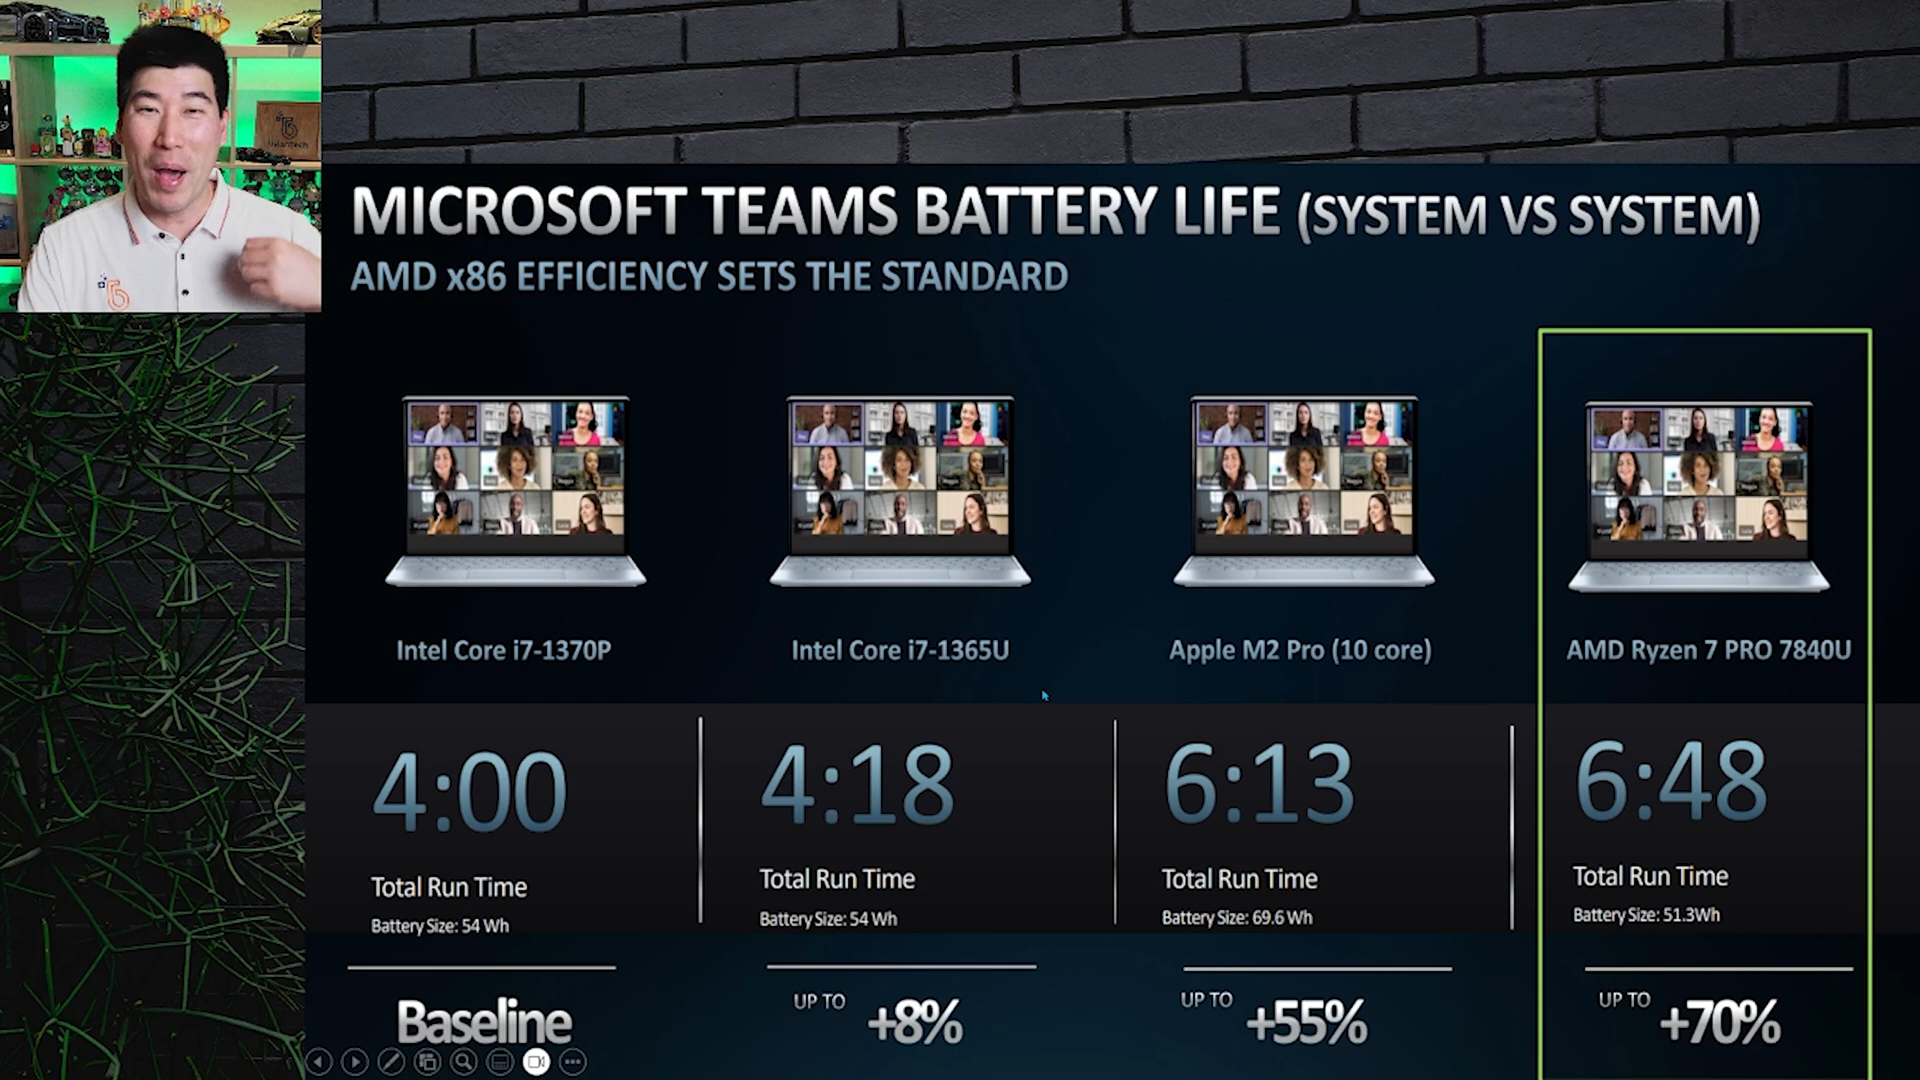 MICROSOFT TEAMS BATTERY LIFE (SYSTEM VS SYSTEM)
AMD x86 EFFICIENCY SETS THE STANDARD
Intel Core i7-1370P
Intel Core i7-1365U
Apple M2 Pro (10 core)
AMD Ryzen 7 PRO 7840U
4:00
Total Run Time
Battery Size: 54 Wh
4:18
Total Run Time
Battery Size: 54 Wh
6:13
Total Run Time
Battery Size: 69.6 Wh
6:48
Total Run Time
Battery Size: 51.3Wh
Baseline
UP TO +8%
UP TO +55%
UP TO +70%